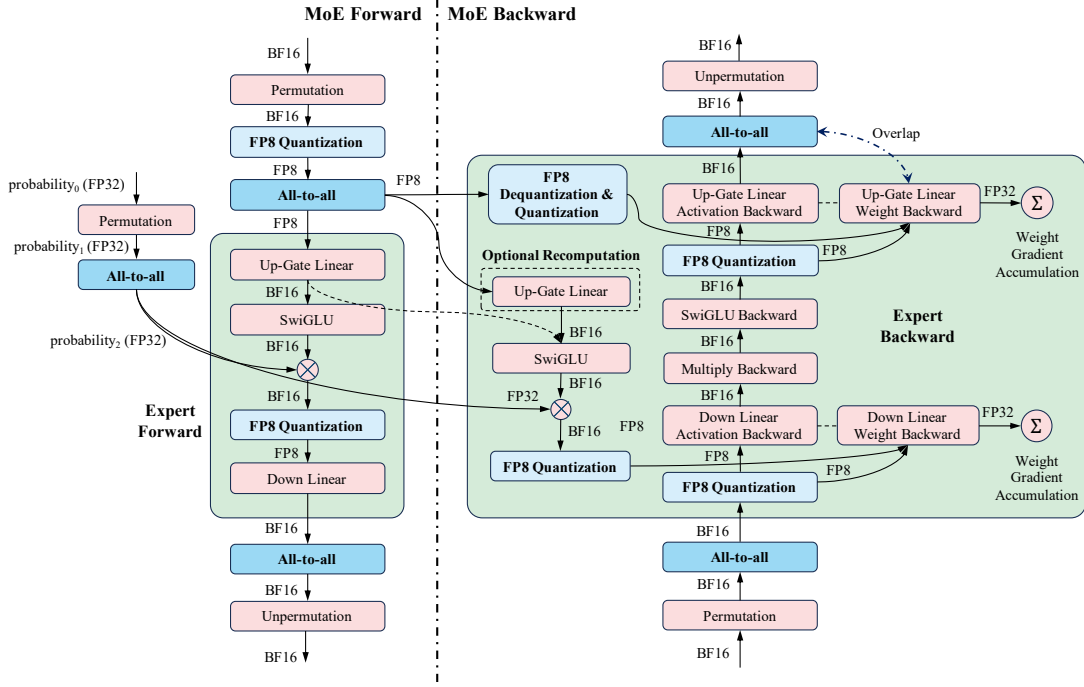 MoE Forward
BF16
Permutation
BF16
FP8 Quantization
FP8
All-to-all
FP8
FP8
probability0 (FP32)
Permutation
probability1 (FP32)
All-to-all
probability2 (FP32)
Up-Gate Linear
BF16
SwiGLU
BF16
BF16
Expert
Forward
FP8 Quantization
FP8
Down Linear
BF16
All-to-all
BF16
Unpermutation
BF16
MoE Backward
BF16
Unpermutation
BF16
All-to-all
Overlap
BF16
FP8
Dequantization &
Quantization
Up-Gate Linear
Activation Backward
Up-Gate Linear
Weight Backward
FP32
Σ
Weight
Gradient
Accumulation
FP8
FP8
FP8 Quantization
Optional Recomputation
Up-Gate Linear
BF16
BF16
SwiGLU Backward
Expert
Backward
SwiGLU
BF16
Multiply Backward
BF16
FP32
BF16
BF16
FP8
Down Linear
Activation Backward
Down Linear
Weight Backward
FP32
Σ
Weight
Gradient
Accumulation
FP8 Quantization
FP8
FP8
FP8 Quantization
BF16
All-to-all
BF16
Permutation
BF16